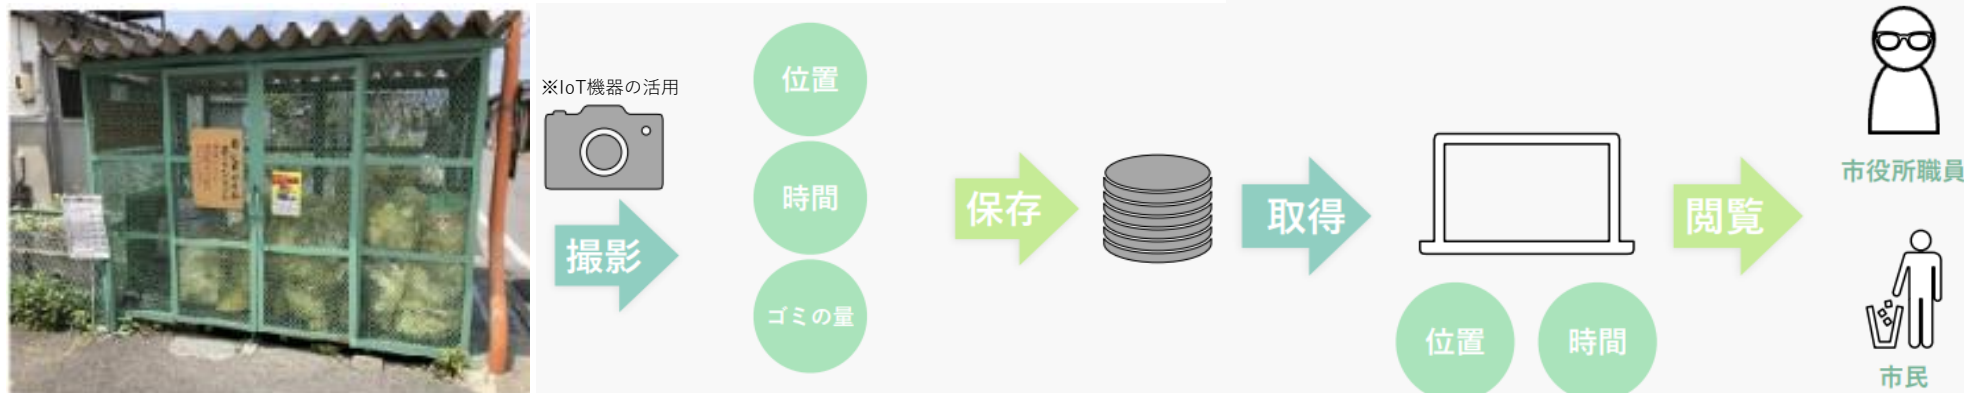 ※IoT機器の活用
撮影
位置
時間
ゴミの量
保存
取得
位置
時間
閲覧
市役所職員
市民